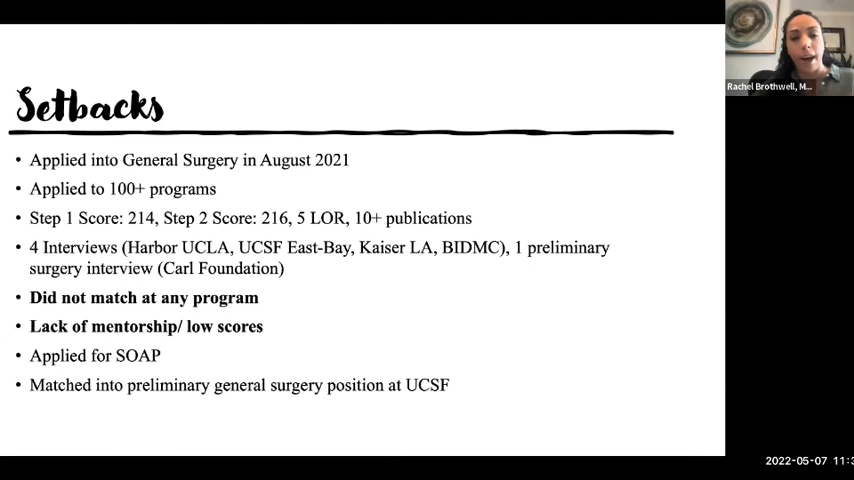 Setbacks
• Applied into General Surgery in August 2021
• Applied to 100+ programs
• Step 1 Score: 214, Step 2 Score: 216, 5 LOR, 10+ publications
• 4 Interviews (Harbor UCLA, UCSF East-Bay, Kaiser LA, BIDMC), 1 preliminary
surgery interview (Carl Foundation)
• Did not match at any program
• Lack of mentorship/ low scores
• Applied for SOAP
• Matched into preliminary general surgery position at UCSF
Rachel Brothwell, M...
2022-05-07 11:3